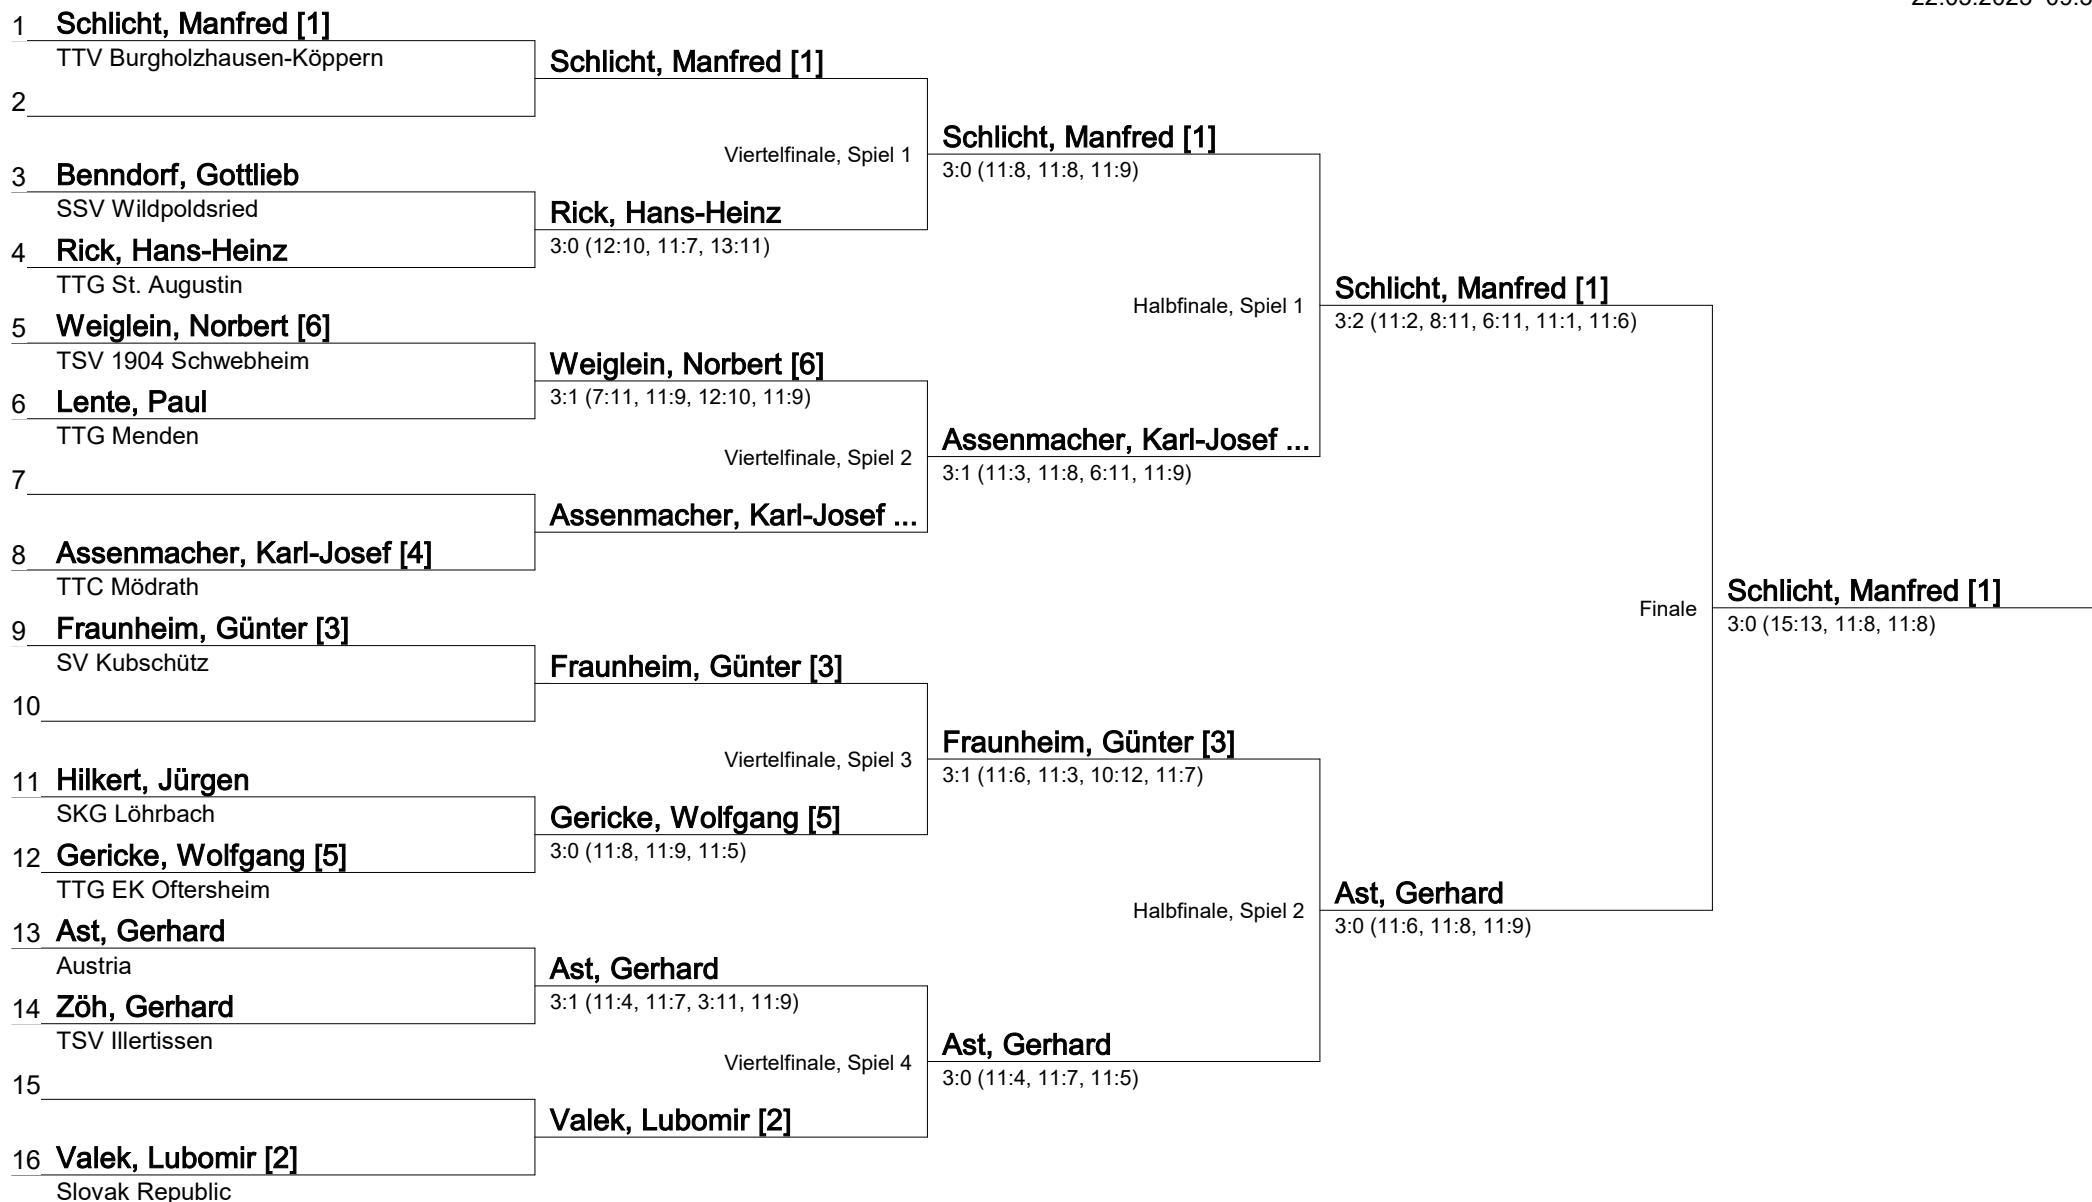 1 Schlicht, Manfred [1]
TTV Burgholzhausen-Köppern
Schlicht, Manfred [1]
2
Viertelfinale, Spiel 1
Schlicht, Manfred [1]
3:0 (11:8, 11:8, 11:9)
3 Benndorf, Gottlieb
SSV Wildpoldsried
Rick, Hans-Heinz
3:0 (12:10, 11:7, 13:11)
4 Rick, Hans-Heinz
TTG St. Augustin
Halbfinale, Spiel 1
Schlicht, Manfred [1]
3:2 (11:2, 8:11, 6:11, 11:1, 11:6)
5 Weiglein, Norbert [6]
TSV 1904 Schwebheim
Weiglein, Norbert [6]
3:1 (7:11, 11:9, 12:10, 11:9)
6 Lente, Paul
TTG Menden
Viertelfinale, Spiel 2
Assenmacher, Karl-Josef ...
3:1 (11:3, 11:8, 6:11, 11:9)
7
Assenmacher, Karl-Josef ...
8 Assenmacher, Karl-Josef [4]
TTC Mödrath
Finale
Schlicht, Manfred [1]
3:0 (15:13, 11:8, 11:8)
9 Fraunheim, Günter [3]
SV Kubschütz
Fraunheim, Günter [3]
10
Viertelfinale, Spiel 3
Fraunheim, Günter [3]
3:1 (11:6, 11:3, 10:12, 11:7)
11 Hilkert, Jürgen
SKG Löhrbach
Gericke, Wolfgang [5]
3:0 (11:8, 11:9, 11:5)
12 Gericke, Wolfgang [5]
TTG EK Oftersheim
Halbfinale, Spiel 2
Ast, Gerhard
3:0 (11:6, 11:8, 11:9)
13 Ast, Gerhard
Austria
Ast, Gerhard
3:1 (11:4, 11:7, 3:11, 11:9)
14 Zöh, Gerhard
TSV Illertissen
Viertelfinale, Spiel 4
Ast, Gerhard
3:0 (11:4, 11:7, 11:5)
15
Valek, Lubomir [2]
16 Valek, Lubomir [2]
Slovak Republic